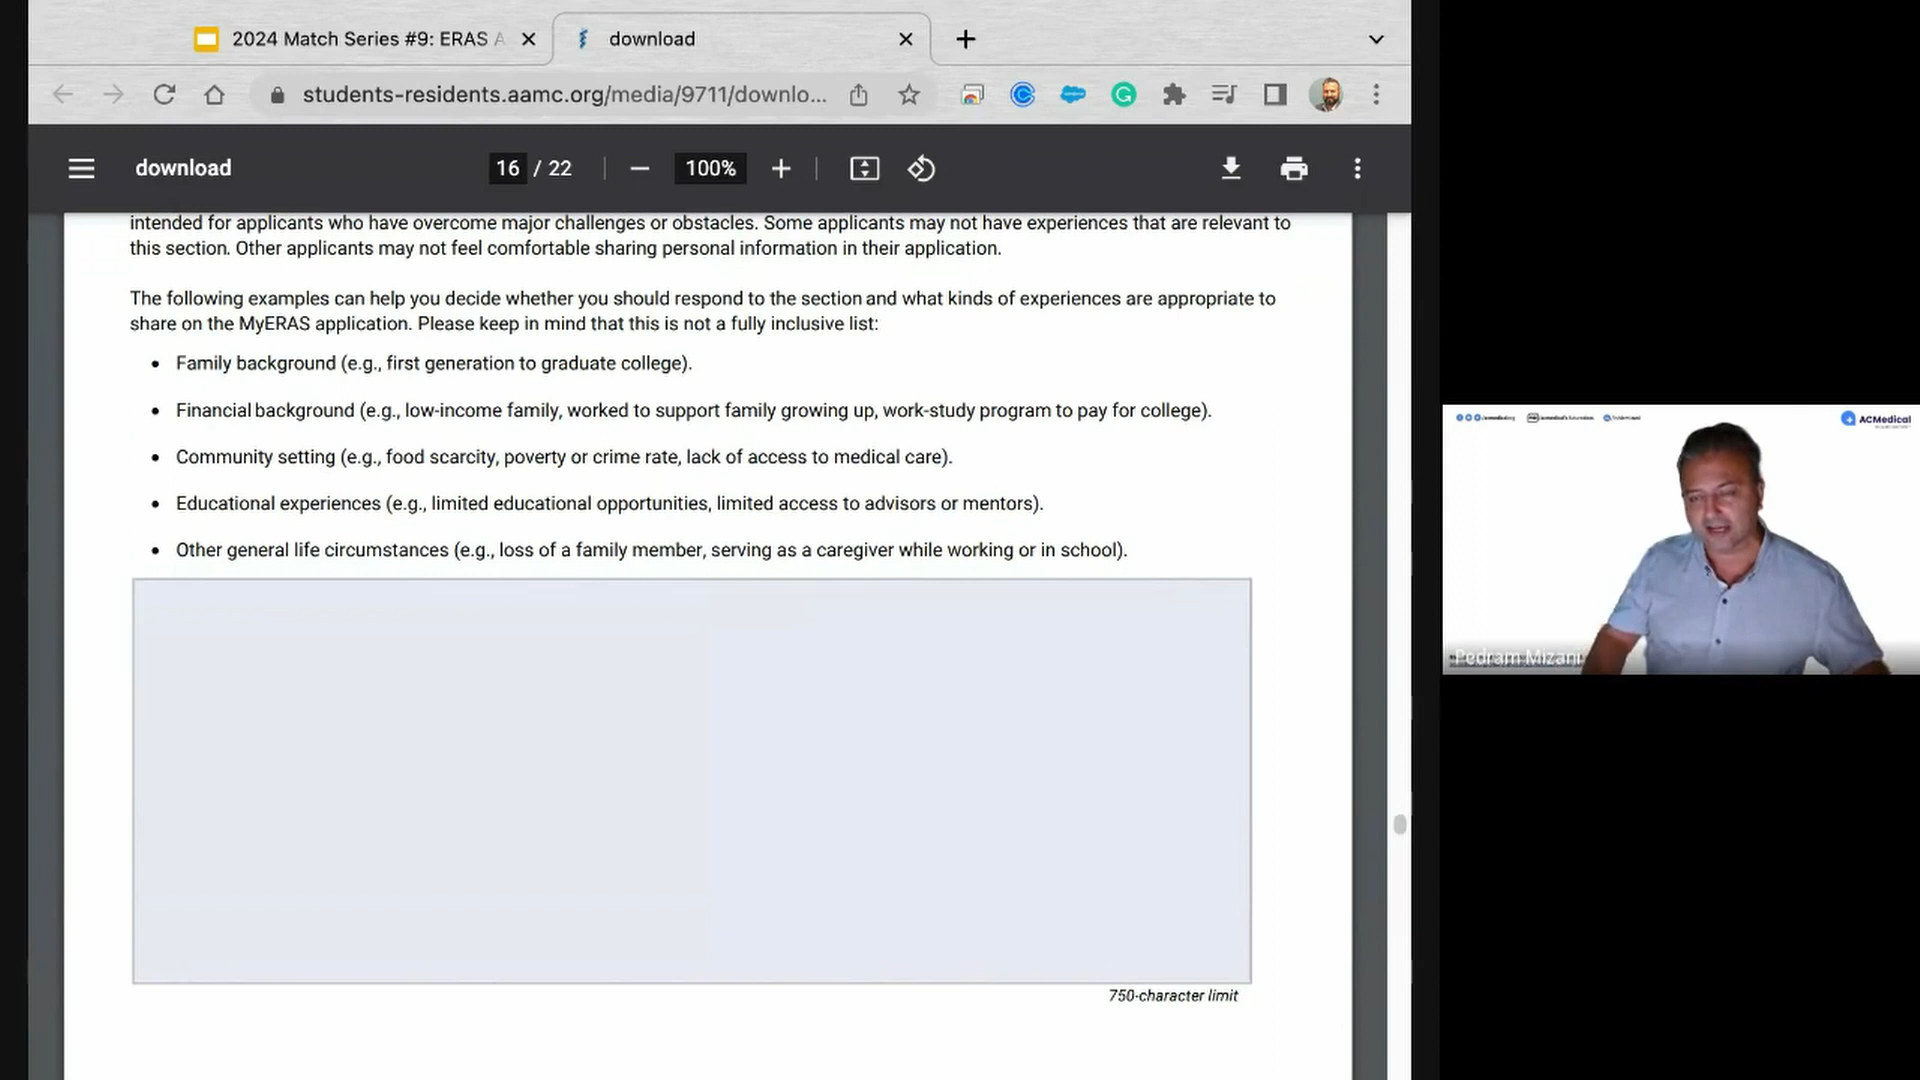 2024 Match Series #9: ERAS A
download
students-residents.aamc.org/media/9711/downlo...
download
16 / 22
100%
intended for applicants who have overcome major challenges or obstacles. Some applicants may not have experiences that are relevant to
this section. Other applicants may not feel comfortable sharing personal information in their application.
The following examples can help you decide whether you should respond to the section and what kinds of experiences are appropriate to
share on the MyERAS application. Please keep in mind that this is not a fully inclusive list:
• Family background (e.g., first generation to graduate college).
• Financial background (e.g., low-income family, worked to support family growing up, work-study program to pay for college).
• Community setting (e.g., food scarcity, poverty or crime rate, lack of access to medical care).
• Educational experiences (e.g., limited educational opportunities, limited access to advisors or mentors).
• Other general life circumstances (e.g., loss of a family member, serving as a caregiver while working or in school).
750-character limit
ACMedical
Pedram Mizani